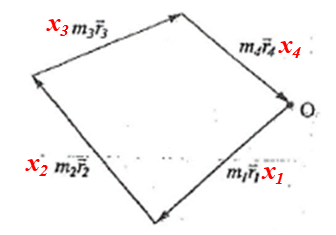 x₃ m₃r⃗₃
m₄r⃗₄ x₄
O
x₂ m₂r⃗₂
m₁r⃗₁ x₁